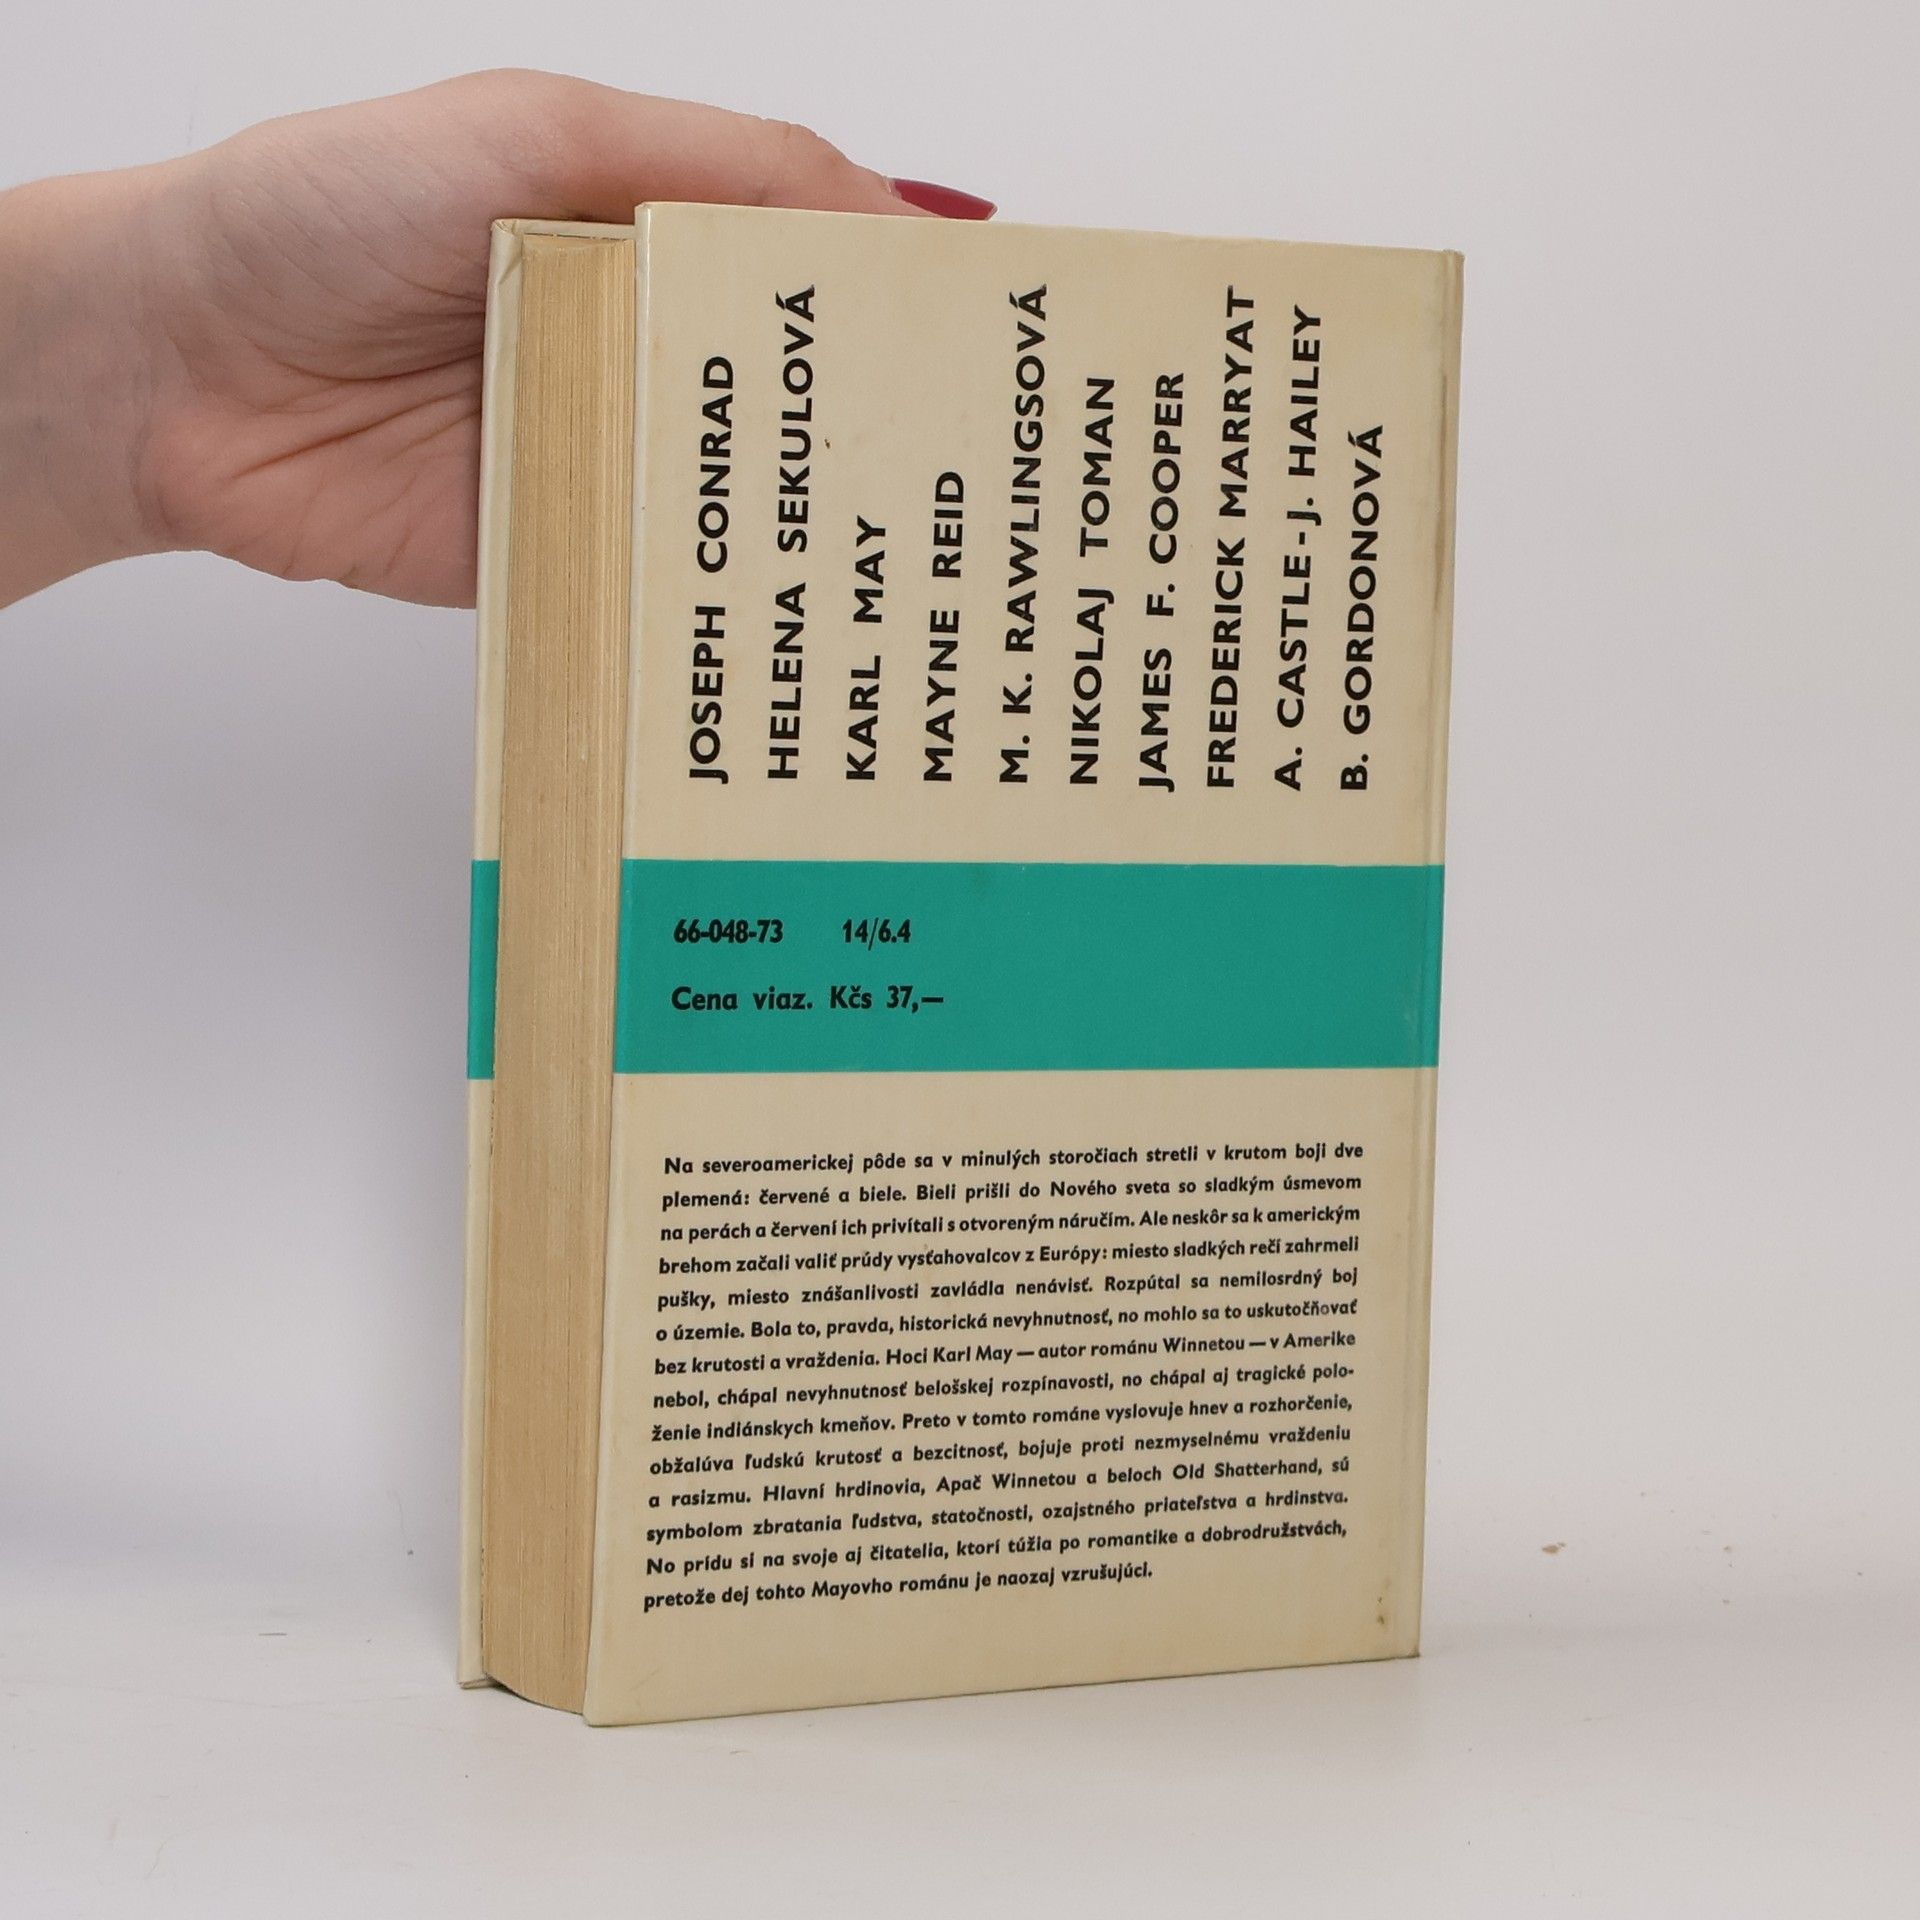 JOSEPH CONRAD
HELENA SEKULOVÁ
KARL MAY
MAYNE REID
M. K. RAWLINGSOVÁ
NIKOLAJ TOMAN
JAMES F. COOPER
FREDERICK MARRYAT
A. CASTLE-J. HAILEY
B. GORDONOVÁ
66-048-73 14/6.4
Cena viaz. Kčs 37,—
Na severoamerickej pôde sa v minulých storočiach stretli v krutom boji dve
plemená: červené a biele. Bieli prišli do Nového sveta so sladkým úsmevom
na perách a červení ich privítali s otvoreným náručím. Ale neskôr sa k americkým
brehom začali valiť prúdy vysťahovalcov z Európy: miesto sladkých rečí zahrmeli
pušky, miesto znášanlivosti zavládla nenávisť. Rozpútal sa nemilosrdný boj
o územie. Bola to, pravda, historická nevyhnutnosť, no mohlo sa to uskutočňovať
bez krutosti a vraždenia. Hoci Karl May — autor románu Winnetou — v Amerike
nebol, chápal nevyhnutnosť belošskej rozpínavosti, no chápal aj tragické polo-
ženie indiánskych kmeňov. Preto v tomto románe vyslovuje hnev a rozhorčenie,
obžalúva ľudskú krutosť a bezcitnosť, bojuje proti nezmyselnému vraždeniu
a rasizmu. Hlavní hrdinovia, Apač Winnetou a beloch Old Shatterhand, sú
symbolom zbratania ľudstva, statočnosti, ozajstného priateľstva a hrdinstva.
No prídu si na svoje aj čitatelia, ktorí túžia po romantike a dobrodružstvách,
pretože dej tohto Mayovho románu je naozaj vzrušujúci.